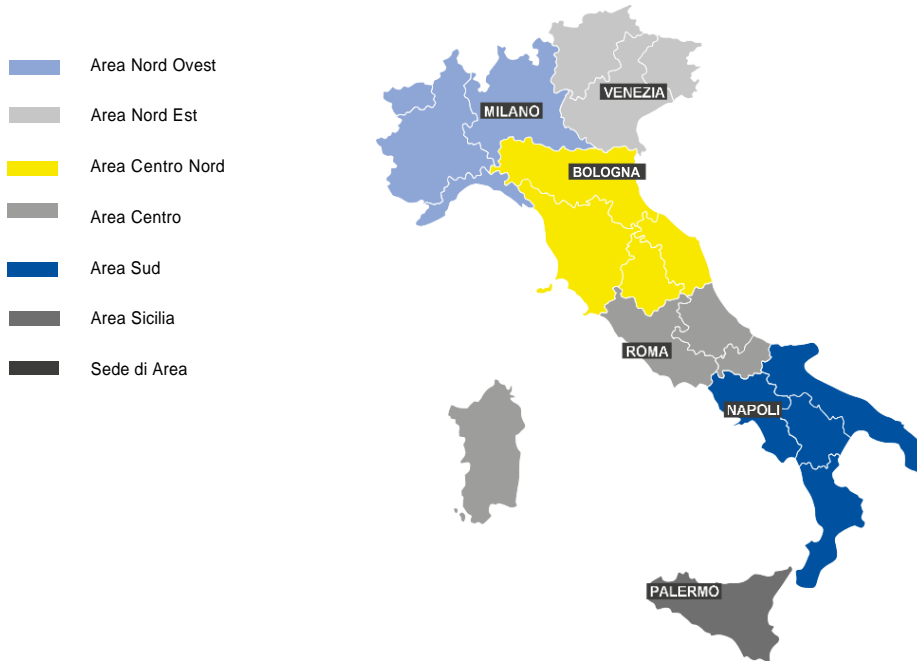 Area Nord Ovest
Area Nord Est
Area Centro Nord
Area Centro
Area Sud
Area Sicilia
Sede di Area
VENEZIA
MILANO
BOLOGNA
ROMA
NAPOLI
PALERMO